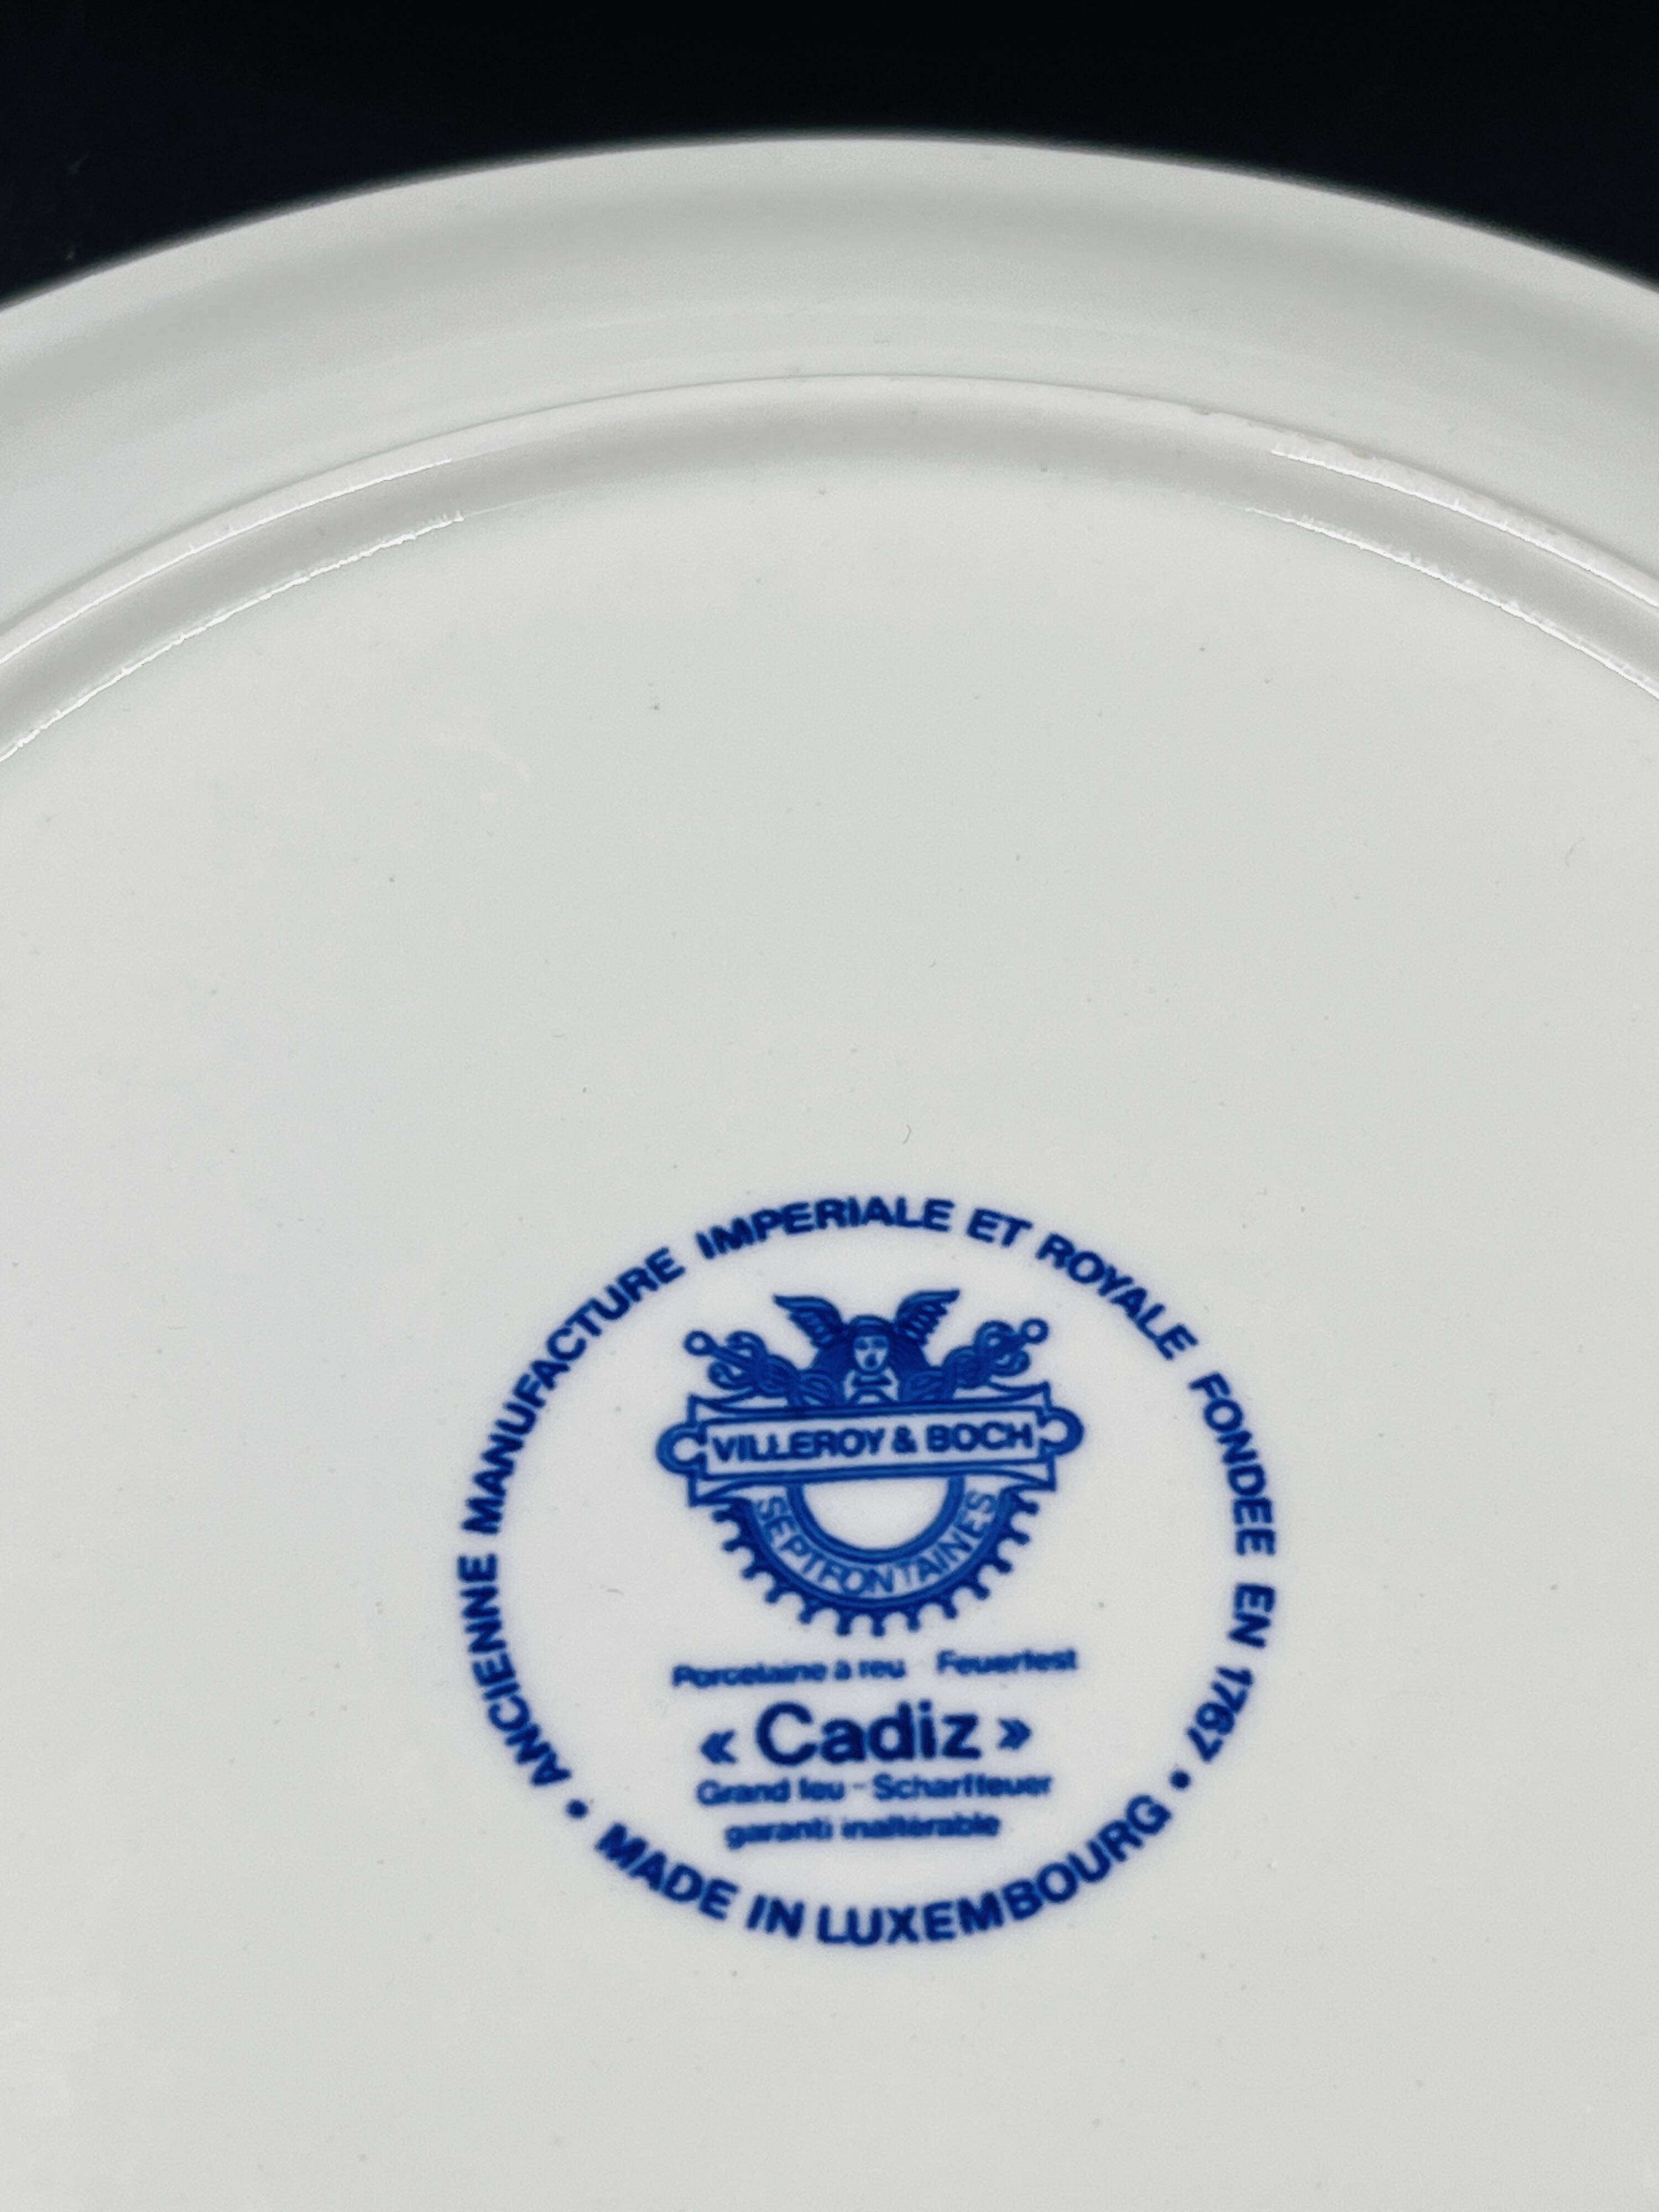 ANCIENNE MANUFACTURE IMPERIALE ET ROYALE FONDEE EN 1767 •
VILLEROY & BOCH
SEPTFONTAINES
Porcelaine à feu Feuerfest
« Cadiz »
Grand feu - Scharffeuer
garanti inaltérable
• MADE IN LUXEMBOURG